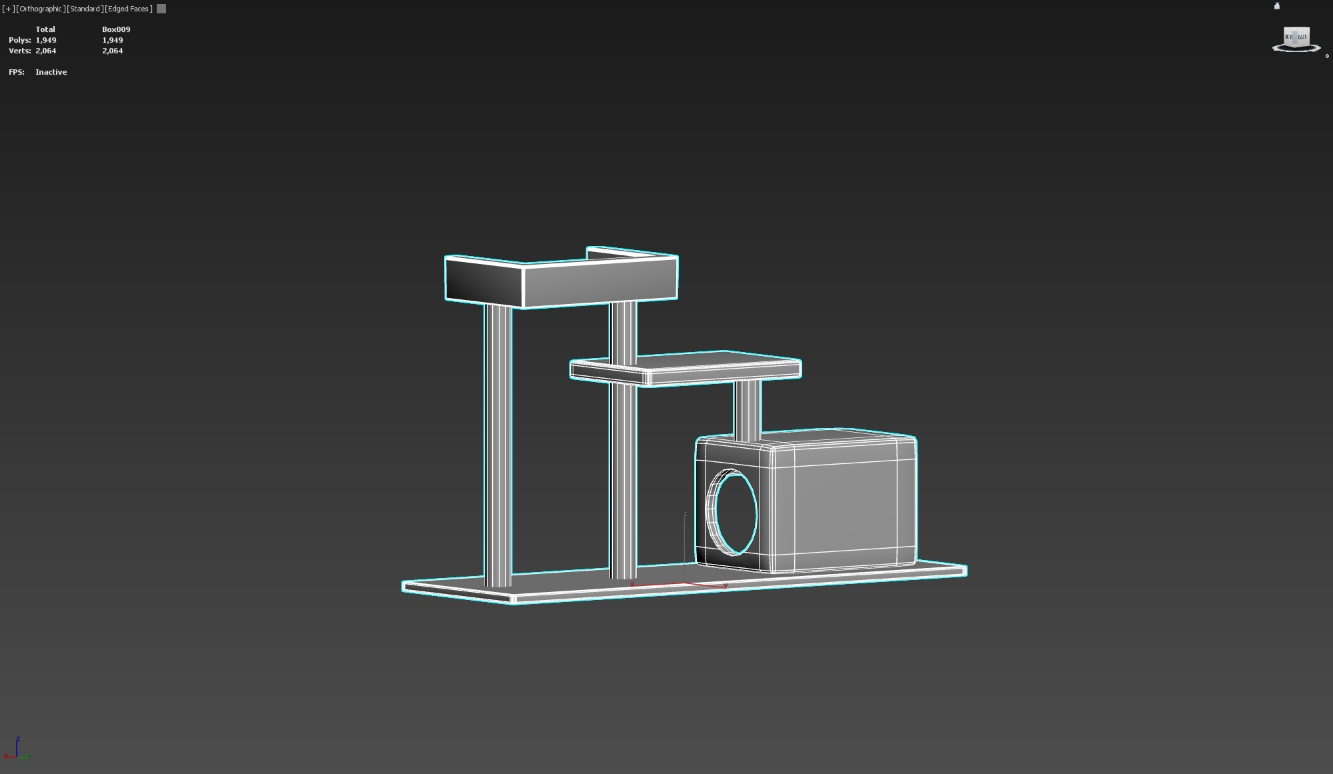 [+][Orthographic][Standard][Edged Faces]
Total Box009
Polys: 1,949 1,949
Verts: 2,064 2,064
FPS: Inactive